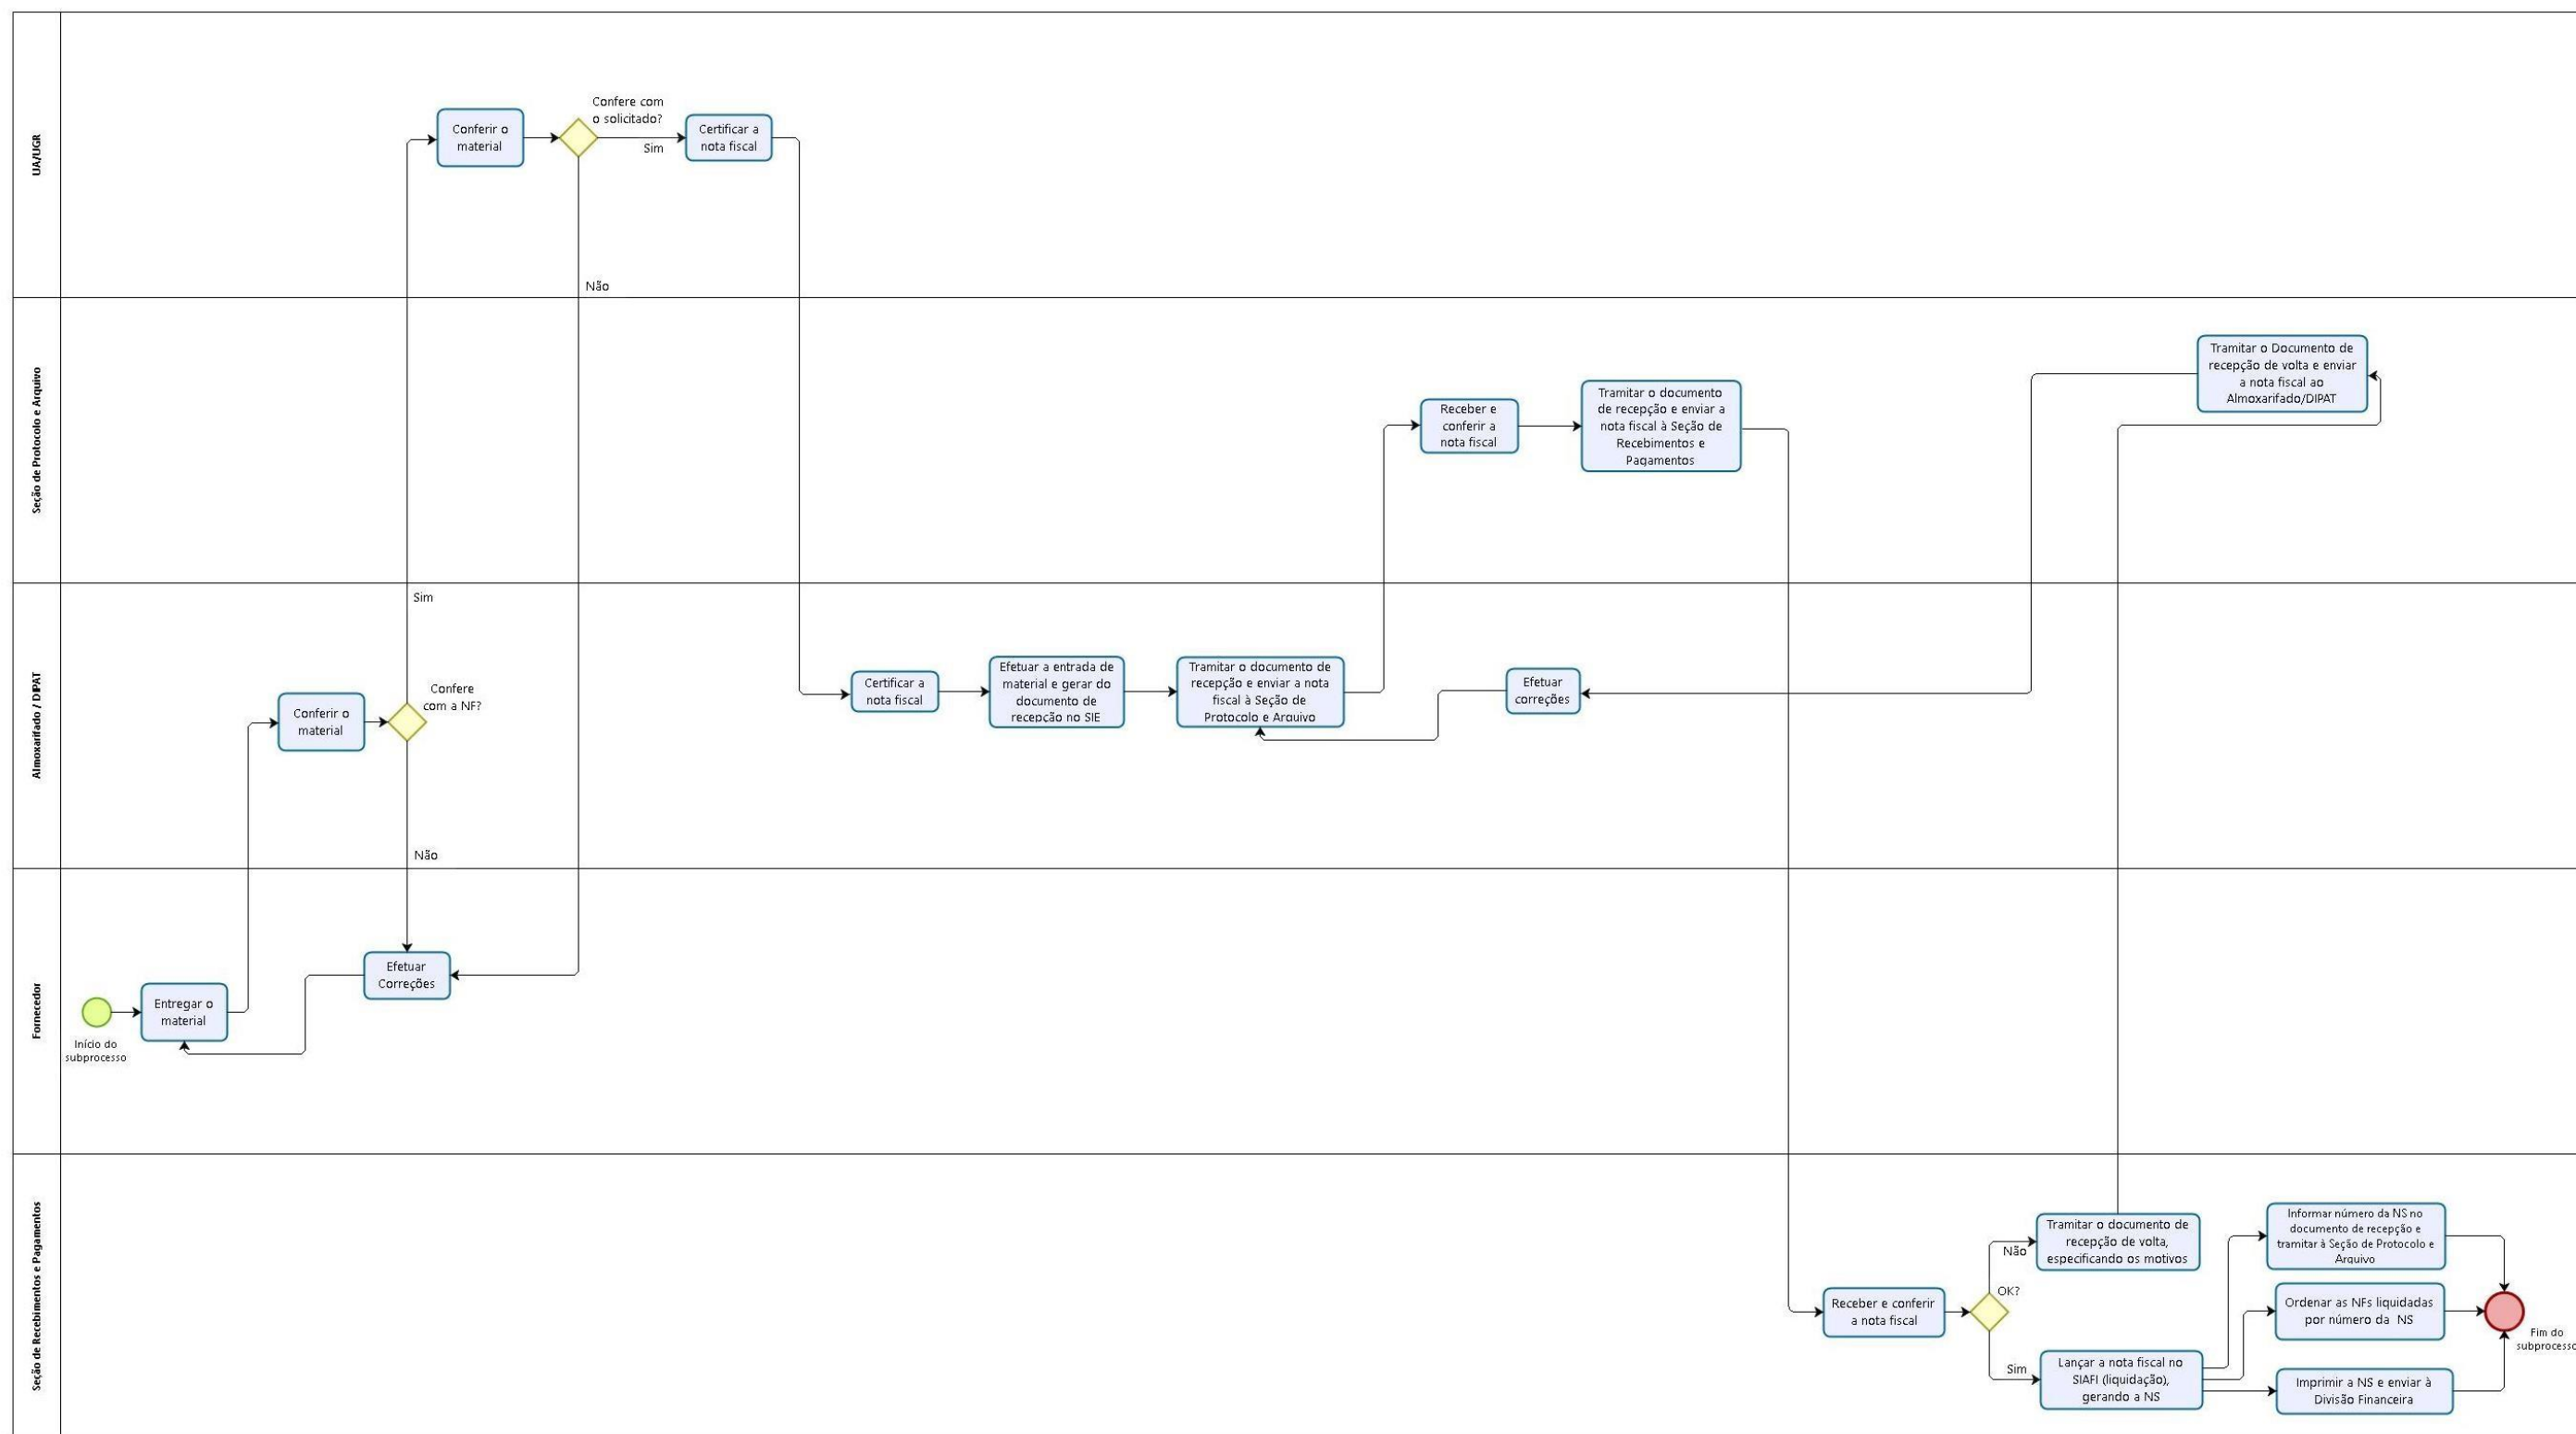 UA/UGR
Conferir o
material
Confere com
o solicitado?
Sim
Certificar a
nota fiscal
Não
Seção de Protocolo e Arquivo
Receber e
conferir a
nota fiscal
Tramitar o documento
de recepção e enviar a
nota fiscal à Seção de
Recebimentos e
Pagamentos
Tramitar o Documento de
recepção de volta e enviar
a nota fiscal ao
Almoxarifado/DIPAT
Almoxarifado / DIPAT
Sim
Conferir o
material
Confere
com a NF?
Não
Certificar a
nota fiscal
Efetuar a entrada de
material e gerar do
documento de
recepção no SIE
Tramitar o documento de
recepção e enviar a nota
fiscal à Seção de
Protocolo e Arquivo
Efetuar
correções
Fornecedor
Início do
subprocesso
Entregar o
material
Efetuar
Correções
Seção de Recebimentos e Pagamentos
Receber e conferir
a nota fiscal
OK?
Não
Tramitar o documento de
recepção de volta,
especificando os motivos
Sim
Lançar a nota fiscal no
SIAFI (liquidação),
gerando a NS
Informar número da NS no
documento de recepção e
tramitar à Seção de Protocolo e
Arquivo
Ordenar as NFs liquidadas
por número da NS
Imprimir a NS e enviar à
Divisão Financeira
Fim do
subprocesso